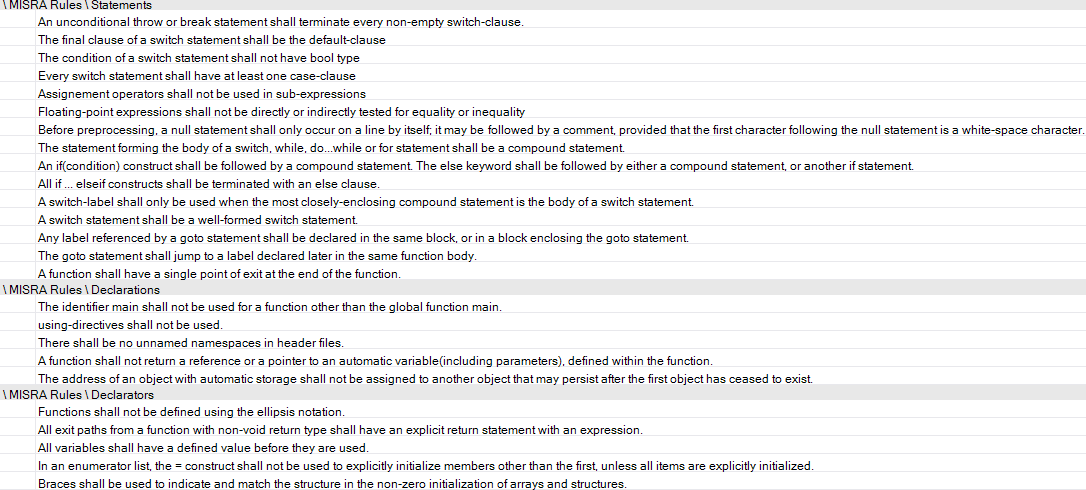 \ MISRA Rules \ Statements
An unconditional throw or break statement shall terminate every non-empty switch-clause.
The final clause of a switch statement shall be the default-clause
The condition of a switch statement shall not have bool type
Every switch statement shall have at least one case-clause
Assignement operators shall not be used in sub-expressions
Floating-point expressions shall not be directly or indirectly tested for equality or inequality
Before preprocessing, a null statement shall only occur on a line by itself; it may be followed by a comment, provided that the first character following the null statement is a white-space character.
The statement forming the body of a switch, while, do...while or for statement shall be a compound statement.
An if(condition) construct shall be followed by a compound statement. The else keyword shall be followed by either a compound statement, or another if statement.
All if ... elseif constructs shall be terminated with an else clause.
A switch-label shall only be used when the most closely-enclosing compound statement is the body of a switch statement.
A switch statement shall be a well-formed switch statement.
Any label referenced by a goto statement shall be declared in the same block, or in a block enclosing the goto statement.
The goto statement shall jump to a label declared later in the same function body.
A function shall have a single point of exit at the end of the function.
\ MISRA Rules \ Declarations
The identifier main shall not be used for a function other than the global function main.
using-directives shall not be used.
There shall be no unnamed namespaces in header files.
A function shall not return a reference or a pointer to an automatic variable(including parameters), defined within the function.
The address of an object with automatic storage shall not be assigned to another object that may persist after the first object has ceased to exist.
\ MISRA Rules \ Declarators
Functions shall not be defined using the ellipsis notation.
All exit paths from a function with non-void return type shall have an explicit return statement with an expression.
All variables shall have a defined value before they are used.
In an enumerator list, the = construct shall not be used to explicitly initialize members other than the first, unless all items are explicitly initialized.
Braces shall be used to indicate and match the structure in the non-zero initialization of arrays and structures.